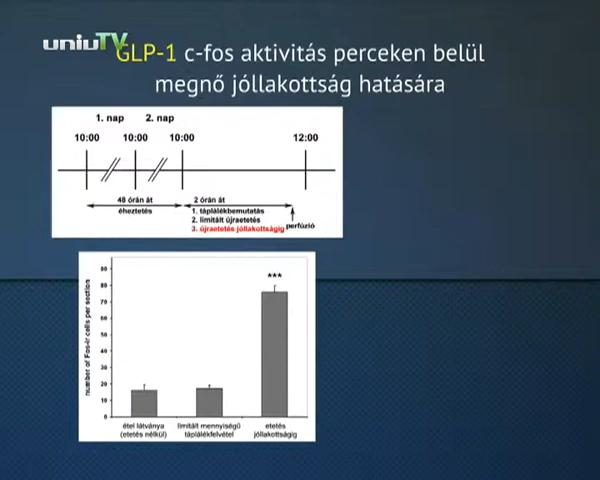 uniuTV
GLP-1 c-fos aktivitás perceken belül
megnő jóllakottság hatására
1. nap 2. nap
10:00 10:00 10:00 12:00
48 órán át
éheztetés
2 órán át
1. táplálékbemutatás
2. limitált újraetetés
3. újraetetés jóllakottságig
perfúzió
number of Fos-ir cells per section
90
80
70
60
50
40
30
20
10
0
***
étel látványa
(etetés nélkül)
limitált mennyiségű
táplálékfelvétel
etetés
jóllakottságig